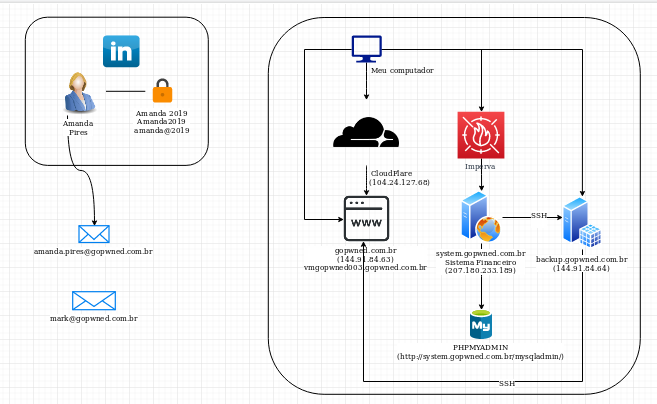 in
Amanda
Pires
Amanda 2019
Amanda2019
amanda@2019
amanda.pires@gopwned.com.br
mark@gopwned.com.br
Meu computador
CloudFlare
(104.24.127.68)
Imperva
WWW
gopwned.com.br
(144.91.84.63)
vmgopwned003.gopwned.com.br
system.gopwned.com.br
Sistema Financeiro
(207.180.233.189)
SSH
backup.gopwned.com.br
(144.91.84.64)
My
PHPMYADMIN
(http://system.gopwned.com.br/mysqladmin/)
SSH